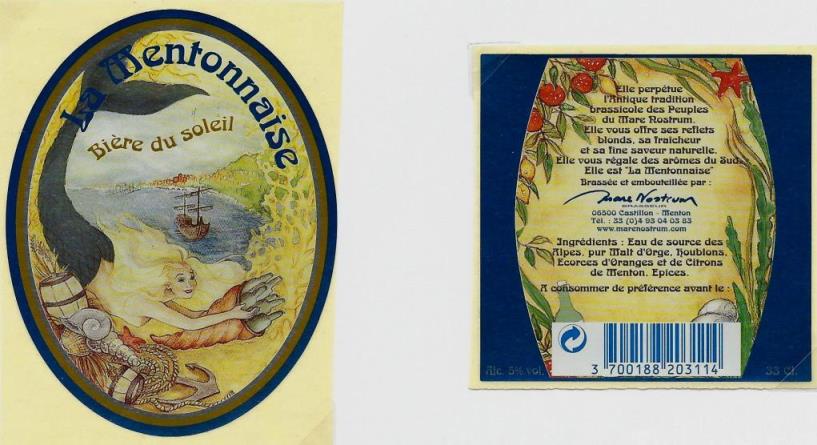 La Mentonnaise
Bière du soleil
Elle perpétue
l'Antique tradition
brassicole des Peuples
du Mare Nostrum.
Elle vous offre ses reflets
blonds, sa fraîcheur
et sa fine saveur naturelle.
Elle vous régale des arômes du Sud.
Elle est "La Mentonnaise"
Brassée et embouteillée par :
Mare Nostrum
BRASSEUR
06500 Castillon - Menton
Tél. : 33 (0)4 93 04 03 83
www.marenostrum.com
Ingrédients : Eau de source des
Alpes, pur Malt d'Orge, Houblons,
Ecorces d'Oranges et de Citrons
de Menton, Epices.
A consommer de préférence avant le :
3 700188 203114
Alc. 5% vol.
33 Cl.